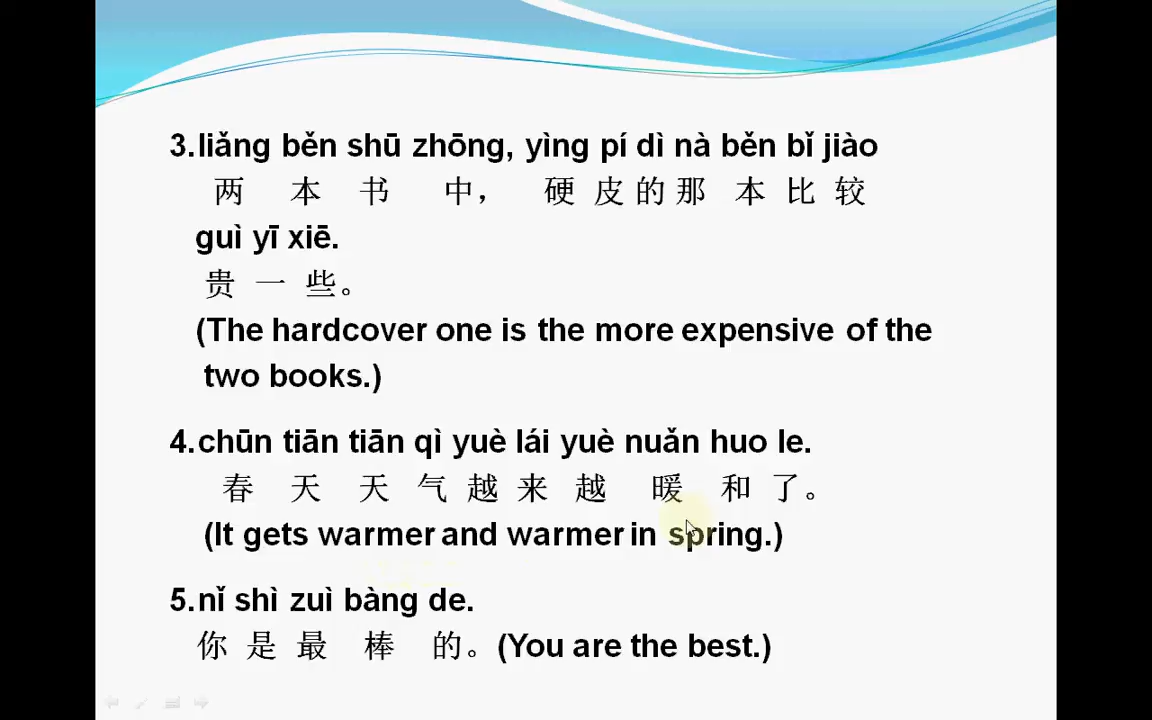 3.liǎng běn shū zhōng, yìng pí dì nà běn bǐ jiào
两 本 书 中， 硬 皮 的 那 本 比 较
guì yī xiē.
贵 一 些。
(The hardcover one is the more expensive of the
two books.)
4.chūn tiān tiān qì yuè lái yuè nuǎn huo le.
春 天 天 气 越 来 越 暖 和 了。
(It gets warmer and warmer in spring.)
5.nǐ shì zuì bàng de.
你 是 最 棒 的。(You are the best.)